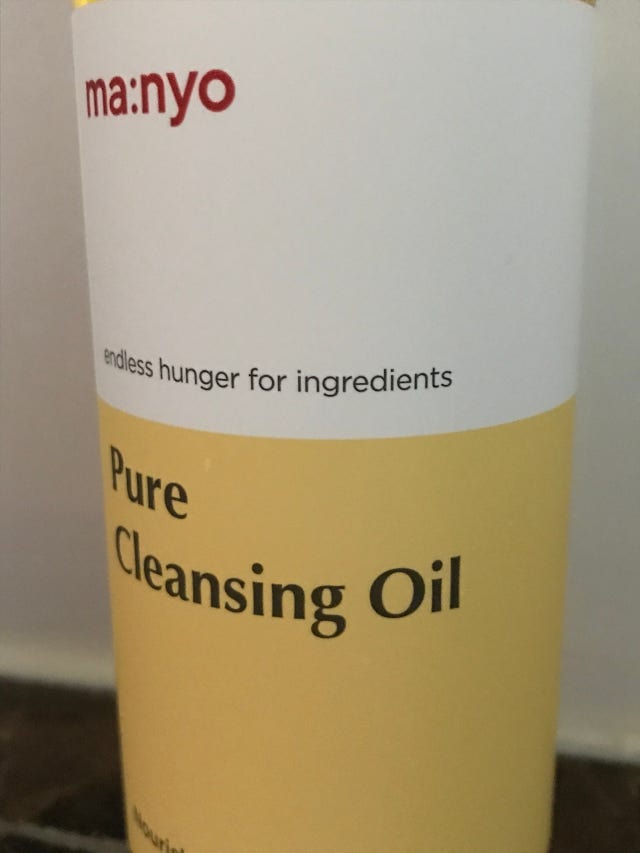 ma:nyo
endless hunger for ingredients
Pure
Cleansing Oil